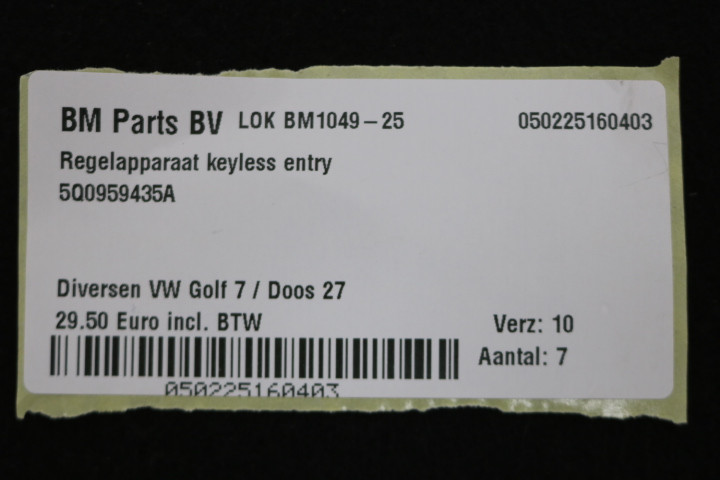 BM Parts BV LOK BM1049-25 050225160403
Regelapparaat keyless entry
5Q0959435A
Diversen VW Golf 7 / Doos 27
29.50 Euro incl. BTW Verz: 10
Aantal: 7
050225160403